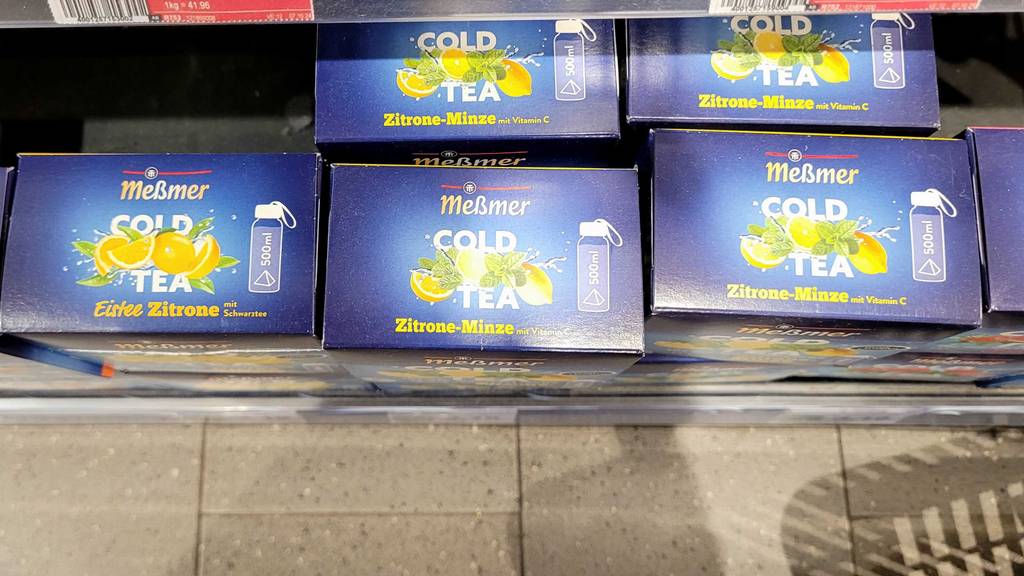 1kg = 41.96
COLD
TEA
500ml
Zitrone-Minze mit Vitamin C
COLD
TEA
500ml
Zitrone-Minze mit Vitamin C
Meßmer
Meßmer
COLD
TEA
500ml
Eistee Zitrone mit
Schwarztee
Meßmer
COLD
TEA
500ml
Zitrone-Minze mit Vitamin C
Meßmer
COLD
TEA
500ml
Zitrone-Minze mit Vitamin C
Meßmer
Meßmer
COLD